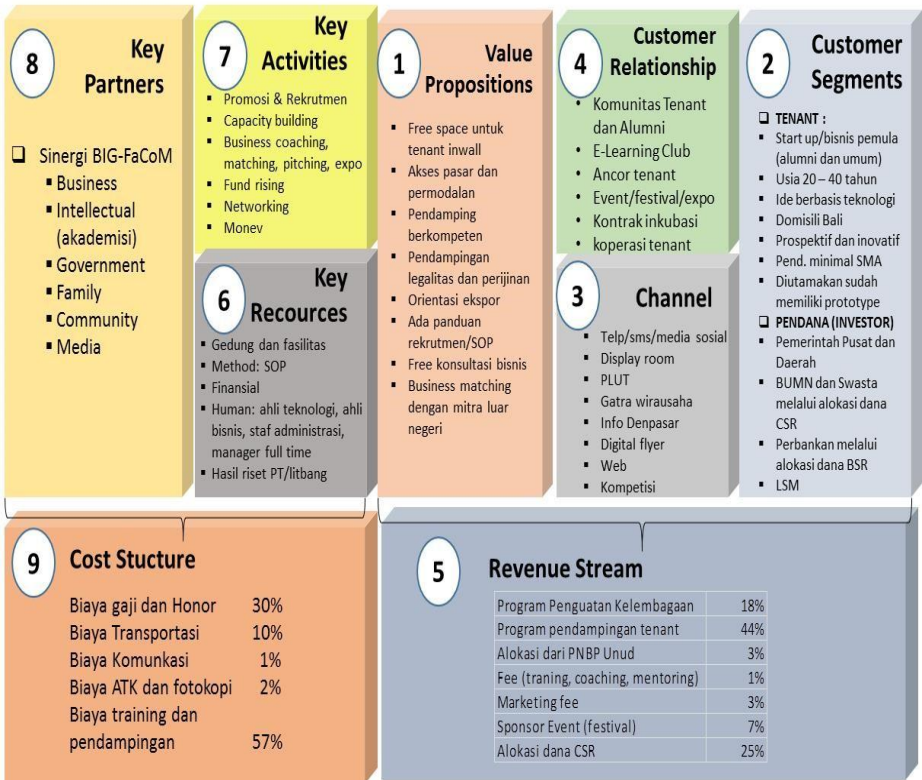 8
Key
Partners
❑ Sinergi BIG-FaCoM
▪ Business
▪ Intellectual
(akademisi)
▪ Government
▪ Family
▪ Community
▪ Media
7
Key
Activities
▪ Promosi & Rekrutmen
▪ Capacity building
▪ Business coaching,
matching, pitching, expo
▪ Fund rising
▪ Networking
▪ Monev
6
Key
Recources
▪ Gedung dan fasilitas
▪ Method: SOP
▪ Finansial
▪ Human: ahli teknologi, ahli
bisnis, staf administrasi,
manager full time
▪ Hasil riset PT/litbang
1
Value
Propositions
• Free space untuk
tenant inwall
• Akses pasar dan
permodalan
• Pendamping
berkompeten
• Pendampingan
legalitas dan perijinan
• Orientasi ekspor
• Ada panduan
rekrutmen/SOP
• Free konsultasi bisnis
• Business matching
dengan mitra luar
negeri
4
Customer
Relationship
• Komunitas Tenant
dan Alumni
• E-Learning Club
• Ancor tenant
• Event/festival/expo
• Kontrak inkubasi
• koperasi tenant
3
Channel
▪ Telp/sms/media sosial
▪ Display room
▪ PLUT
▪ Gatra wirausaha
▪ Info Denpasar
▪ Digital flyer
▪ Web
▪ Kompetisi
2
Customer
Segments
❑ TENANT :
▪ Start up/bisnis pemula
(alumni dan umum)
▪ Usia 20 – 40 tahun
▪ Ide berbasis teknologi
▪ Domisili Bali
▪ Prospektif dan inovatif
▪ Pend. minimal SMA
▪ Diutamakan sudah
memiliki prototype
❑ PENDANA (INVESTOR)
▪ Pemerintah Pusat dan
Daerah
▪ BUMN dan Swasta
melalui alokasi dana
CSR
▪ Perbankan melalui
alokasi dana BSR
▪ LSM
9
Cost Stucture
Biaya gaji dan Honor 30%
Biaya Transportasi 10%
Biaya Komunkasi 1%
Biaya ATK dan fotokopi 2%
Biaya training dan
pendampingan 57%
5
Revenue Stream
Program Penguatan Kelembagaan 18%
Program pendampingan tenant 44%
Alokasi dari PNBP Unud 3%
Fee (traning, coaching, mentoring) 1%
Marketing fee 3%
Sponsor Event (festival) 7%
Alokasi dana CSR 25%